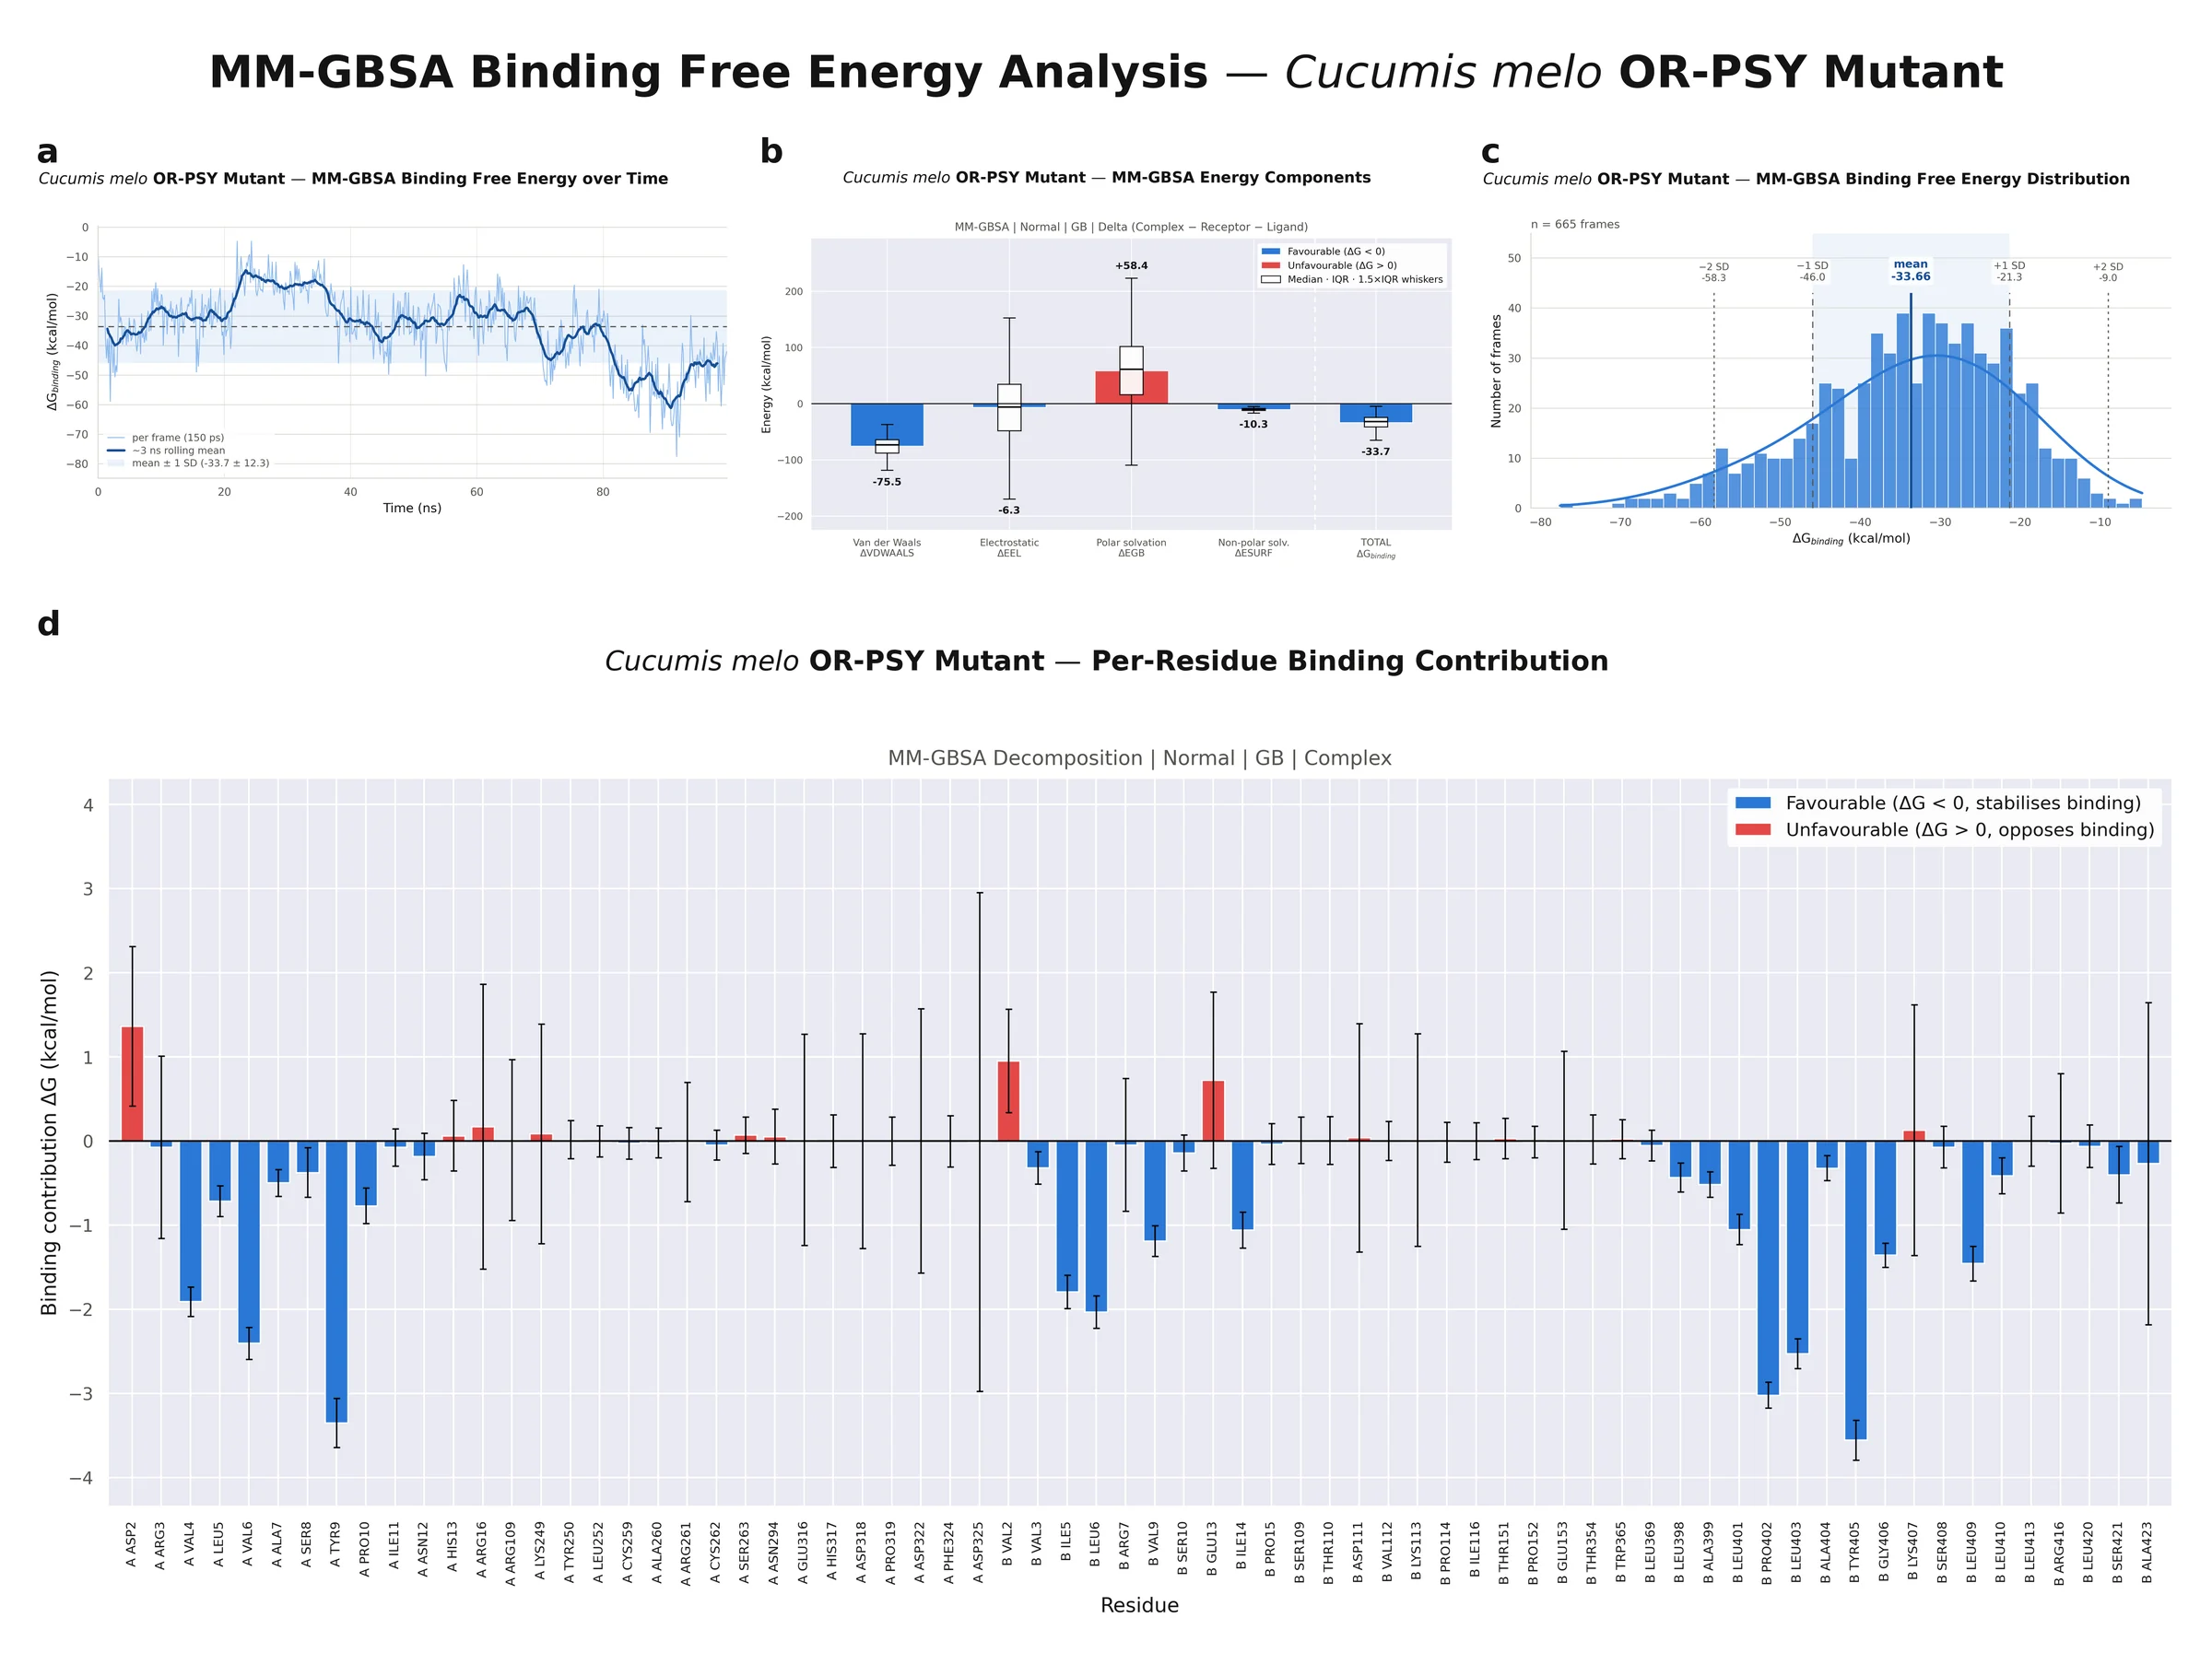 MM-GBSA Binding Free Energy Analysis — Cucumis melo OR-PSY Mutant
a
Cucumis melo OR-PSY Mutant — MM-GBSA Binding Free Energy over Time
0
−10
−20
−30
−40
−50
−60
−70
−80
ΔGbinding (kcal/mol)
per frame (150 ps)
~3 ns rolling mean
mean ± 1 SD (-33.7 ± 12.3)
0 20 40 60 80
Time (ns)
b
Cucumis melo OR-PSY Mutant — MM-GBSA Energy Components
MM-GBSA | Normal | GB | Delta (Complex − Receptor − Ligand)
Favourable (ΔG < 0)
Unfavourable (ΔG > 0)
Median · IQR · 1.5×IQR whiskers
200
100
0
−100
−200
Energy (kcal/mol)
-75.5
-6.3
+58.4
-10.3
-33.7
Van der Waals
ΔVDWAALS
Electrostatic
ΔEEL
Polar solvation
ΔEGB
Non-polar solv.
ΔESURF
TOTAL
ΔGbinding
c
Cucumis melo OR-PSY Mutant — MM-GBSA Binding Free Energy Distribution
n = 665 frames
50
40
30
20
10
0
Number of frames
−2 SD
-58.3
−1 SD
-46.0
mean
-33.66
+1 SD
-21.3
+2 SD
-9.0
−80 −70 −60 −50 −40 −30 −20 −10
ΔGbinding (kcal/mol)
d
Cucumis melo OR-PSY Mutant — Per-Residue Binding Contribution
MM-GBSA Decomposition | Normal | GB | Complex
Favourable (ΔG < 0, stabilises binding)
Unfavourable (ΔG > 0, opposes binding)
4
3
2
1
0
−1
−2
−3
−4
Binding contribution ΔG (kcal/mol)
A ASP2
A ARG3
A VAL4
A LEU5
A VAL6
A ALA7
A SER8
A TYR9
A PRO10
A ILE11
A ASN12
A HIS13
A ARG16
A ARG109
A LYS249
A TYR250
A LEU252
A CYS259
A ALA260
A ARG261
A CYS262
A SER263
A ASN294
A GLU316
A HIS317
A ASP318
A PRO319
A ASP322
A PHE324
A ASP325
B VAL2
B VAL3
B ILE5
B LEU6
B ARG7
B VAL9
B SER10
B GLU13
B ILE14
B PRO15
B SER109
B THR110
B ASP111
B VAL112
B LYS113
B PRO114
B ILE116
B THR151
B PRO152
B GLU153
B THR354
B TRP365
B LEU369
B LEU398
B ALA399
B LEU401
B PRO402
B LEU403
B ALA404
B TYR405
B GLY406
B LYS407
B SER408
B LEU409
B LEU410
B LEU413
B ARG416
B LEU420
B SER421
B ALA423
Residue